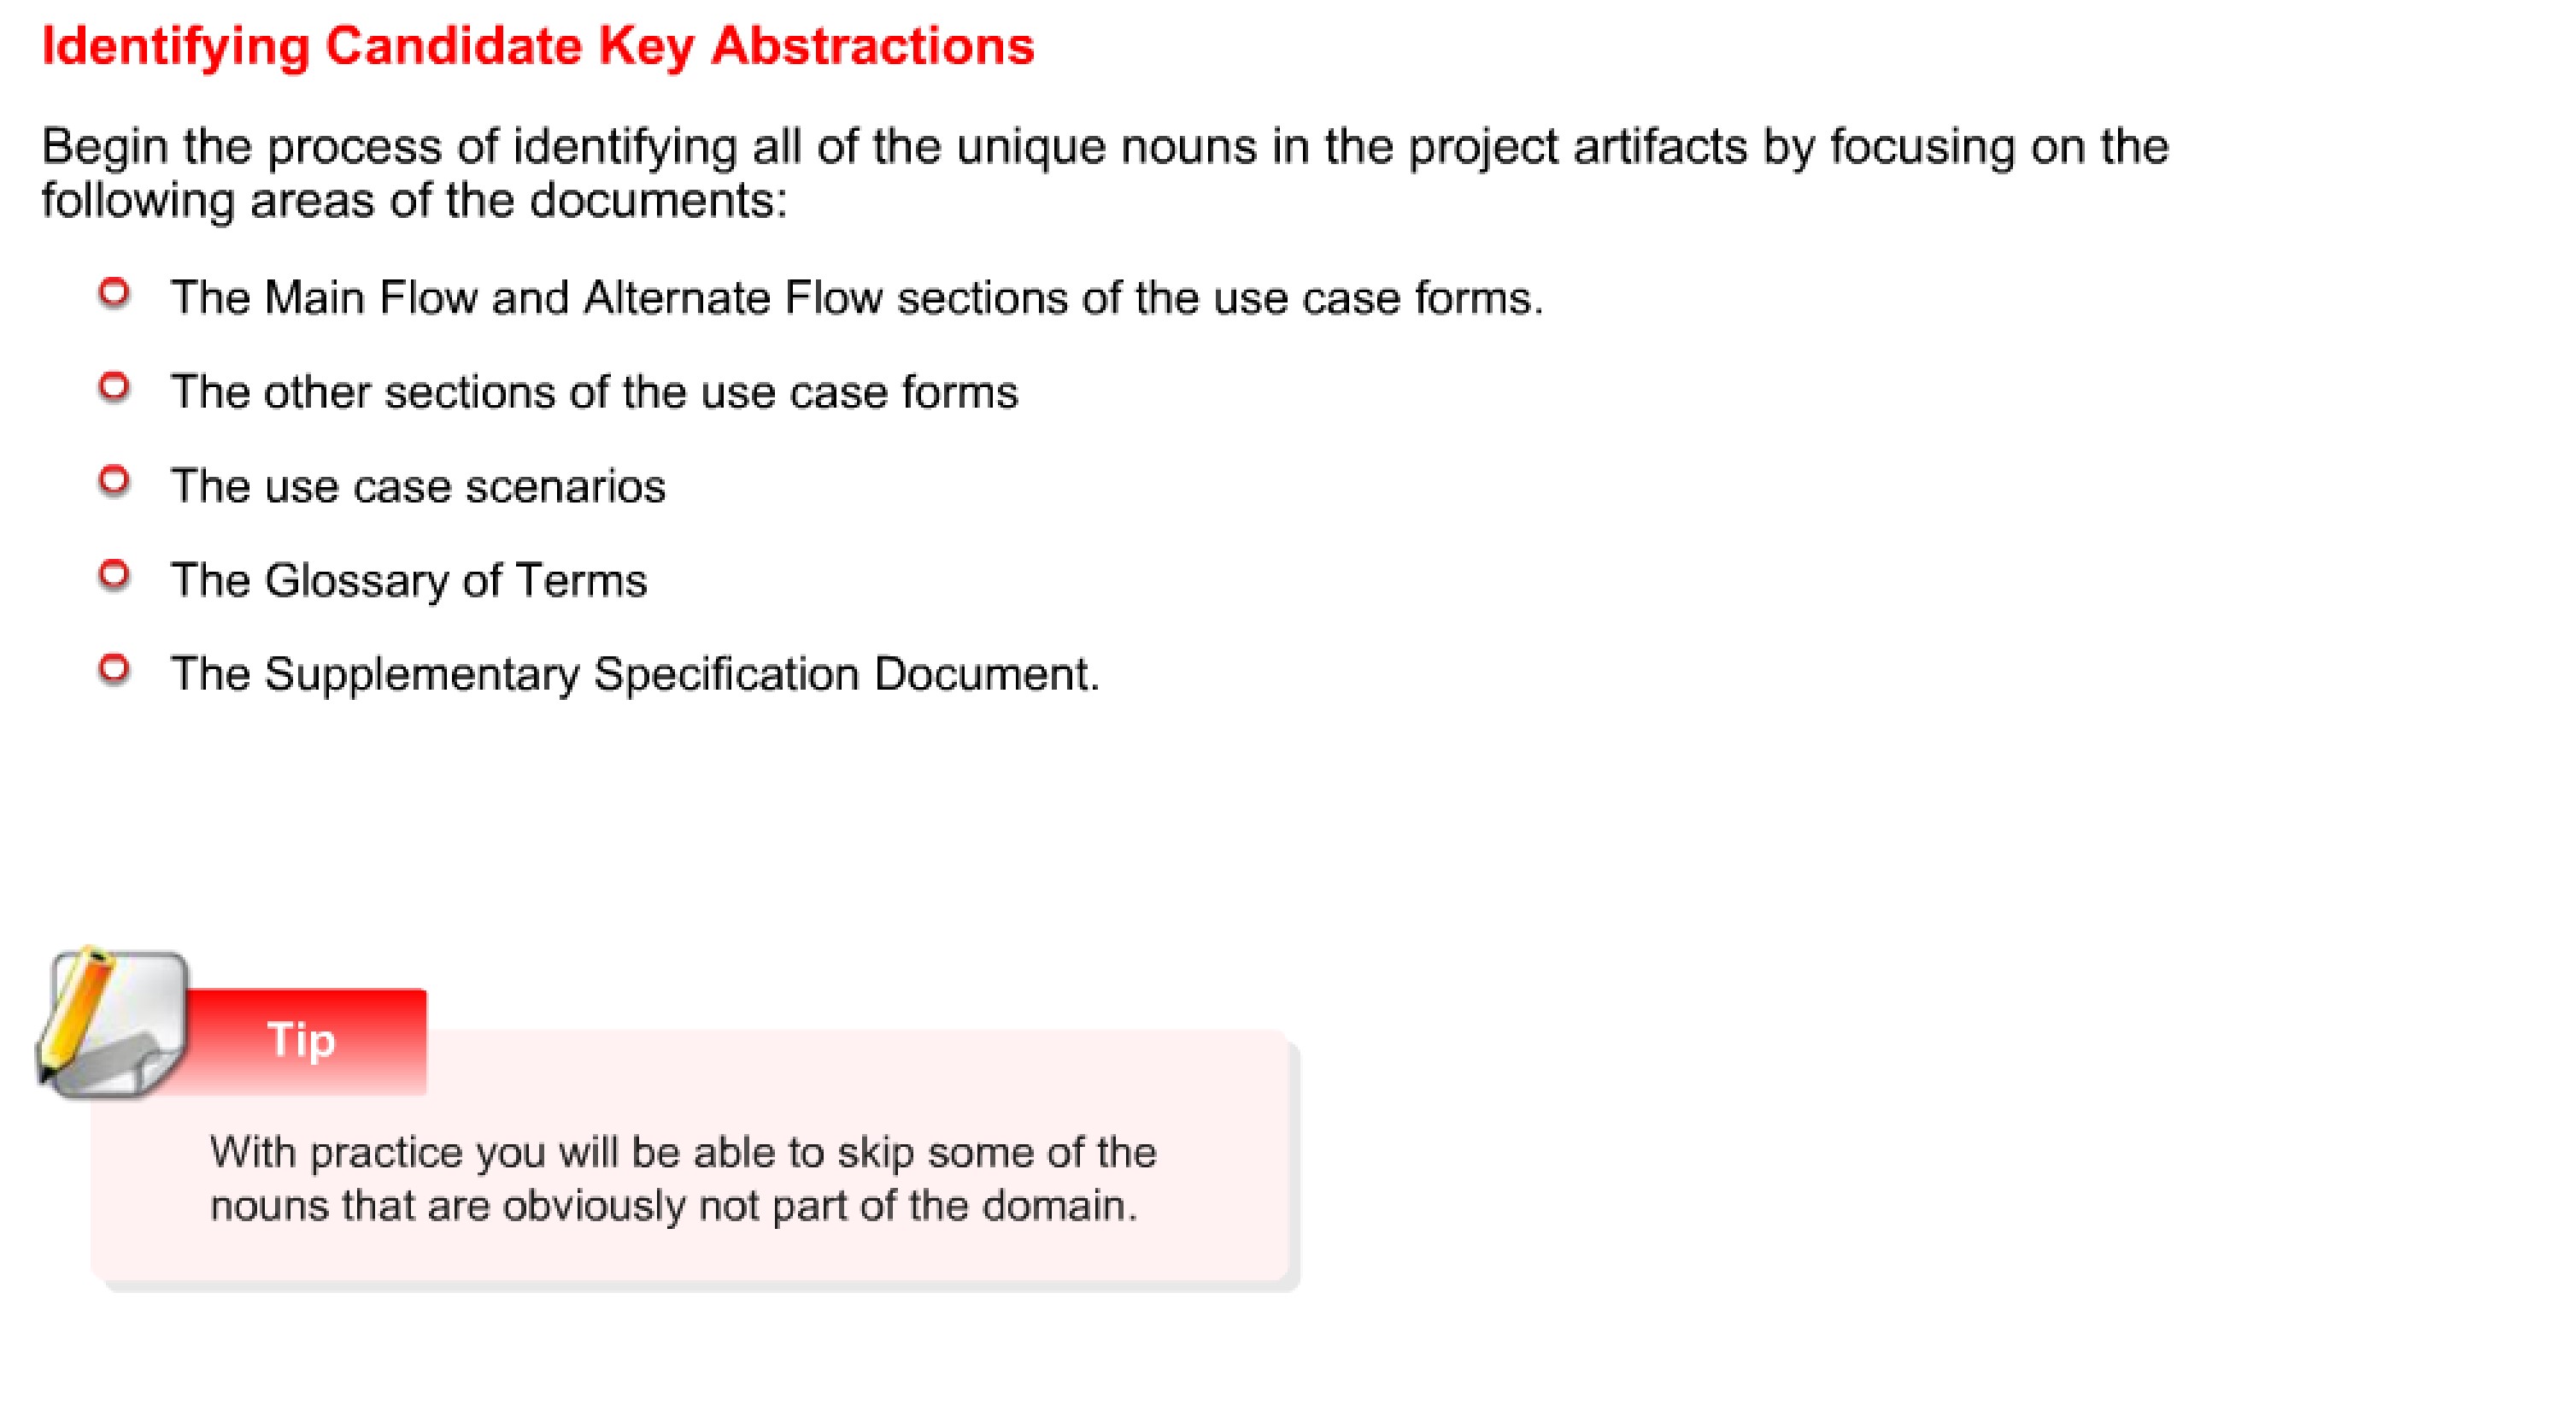 Identifying Candidate Key Abstractions
Begin the process of identifying all of the unique nouns in the project artifacts by focusing on the
following areas of the documents:
The Main Flow and Alternate Flow sections of the use case forms.
The other sections of the use case forms
The use case scenarios
The Glossary of Terms
The Supplementary Specification Document.
Tip
With practice you will be able to skip some of the
nouns that are obviously not part of the domain.